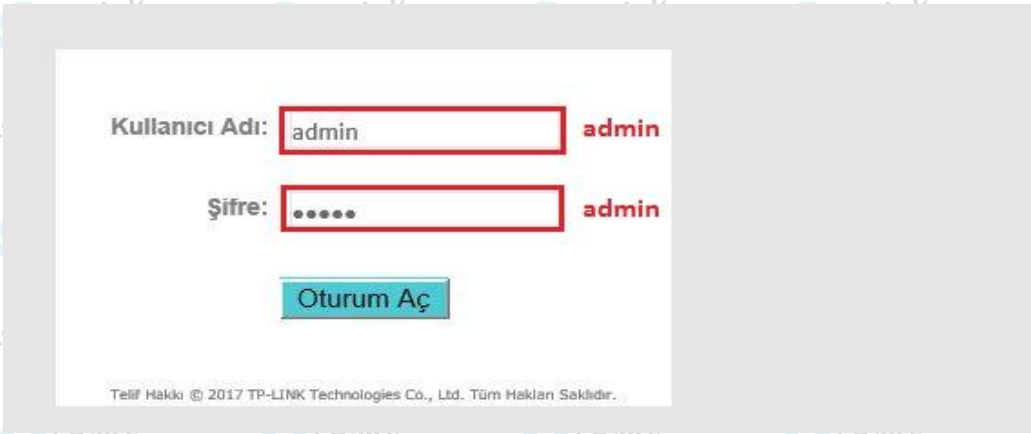 Kullanıcı Adı: admin admin
Şifre: ••••• admin
Oturum Aç
Telif Hakkı © 2017 TP-LINK Technologies Co., Ltd. Tüm Hakları Saklıdır.